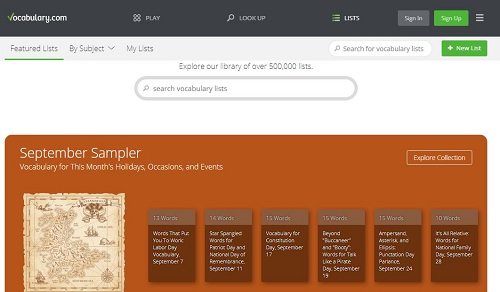 Vocabulary.com
PLAY
LOOK UP
LISTS
Sign In
Sign Up
Featured Lists
By Subject
My Lists
Search for vocabulary lists
+ New List
Explore our library of over 500,000 lists.
search vocabulary lists
September Sampler
Vocabulary for This Month's Holidays, Occasions, and Events
Explore Collection
13 Words
Words That Put
You To Work:
Labor Day
Vocabulary,
September 7
14 Words
Star Spangled
Words for
Patriot Day and
National Day of
Remembrance,
September 11
15 Words
Vocabulary for
Constitution
Day, September
17
15 Words
Beyond
"Buccaneer"
and "Booty":
Words for Talk
Like a Pirate
Day, September
19
15 Words
Ampersand,
Asterisk, and
Ellipsis:
Punctuation Day
Parlance,
September 24
10 Words
It's All Relative:
Words for
National Family
Day, September
28